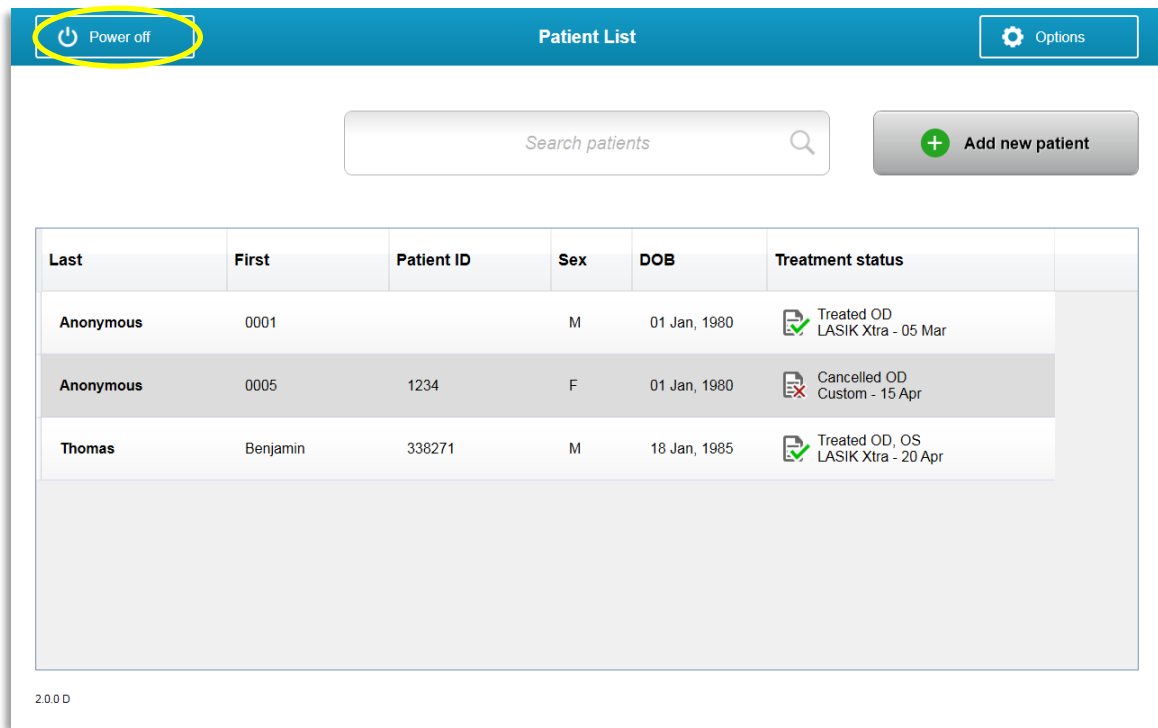 Power off
Patient List
Options
Search patients
Add new patient
Last First Patient ID Sex DOB Treatment status
Anonymous 0001 M 01 Jan, 1980 Treated OD
LASIK Xtra - 05 Mar
Anonymous 0005 1234 F 01 Jan, 1980 Cancelled OD
Custom - 15 Apr
Thomas Benjamin 338271 M 18 Jan, 1985 Treated OD, OS
LASIK Xtra - 20 Apr
2.0.0 D